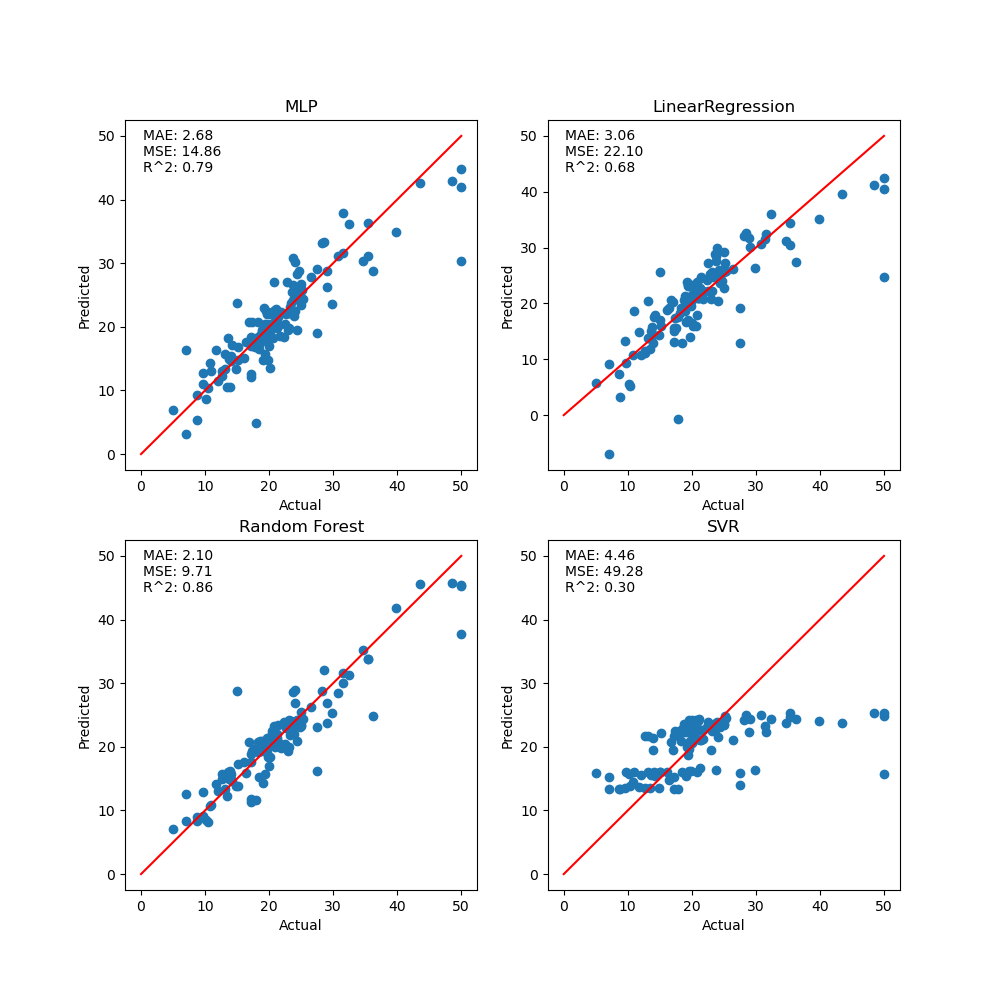 MLP
MAE: 2.68
MSE: 14.86
R^2: 0.79
50
40
30
20
10
0
Predicted
0 10 20 30 40 50
Actual
LinearRegression
MAE: 3.06
MSE: 22.10
R^2: 0.68
50
40
30
20
10
0
Predicted
0 10 20 30 40 50
Actual
Random Forest
MAE: 2.10
MSE: 9.71
R^2: 0.86
50
40
30
20
10
0
Predicted
0 10 20 30 40 50
Actual
SVR
MAE: 4.46
MSE: 49.28
R^2: 0.30
50
40
30
20
10
0
Predicted
0 10 20 30 40 50
Actual